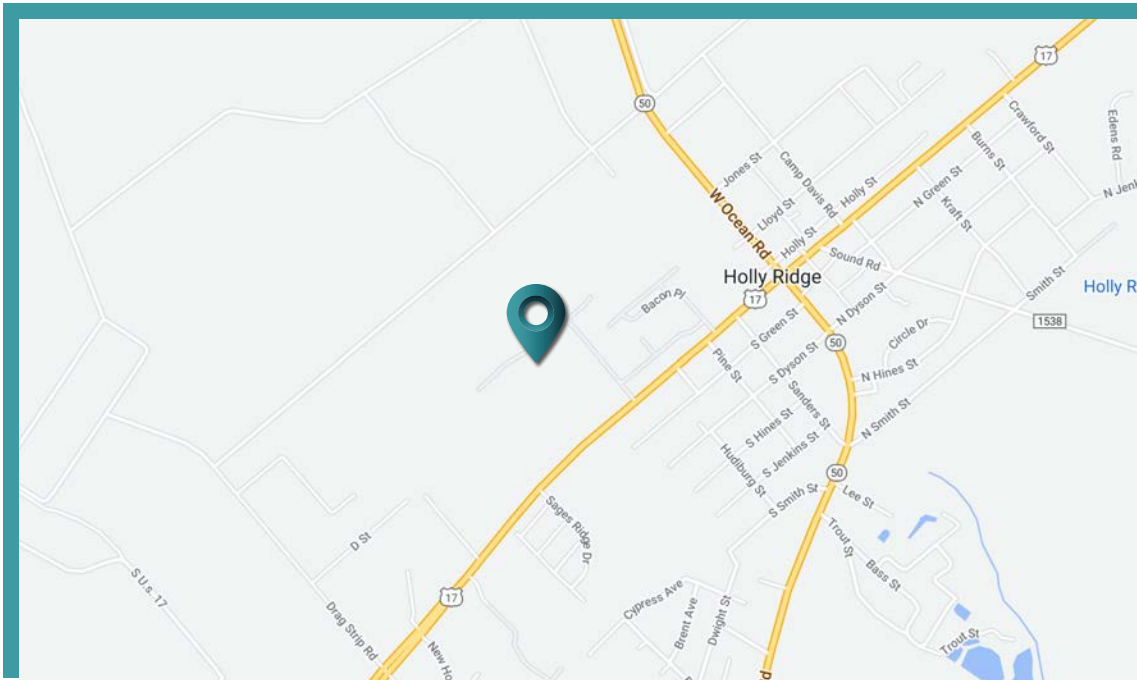 17
50
Crawford St
Edens Rd
Burns St
Jones St
Camp Davis Rd
Holly St
N Green St
N Jenk
W Ocean Rd
Lloyd St
Kraft St
Holly St
Sound Rd
Holly Ridge
Smith St
Holly R
Bacon Pl
17
N Dyson St
S Green St
1538
Circle Dr
50
Pine St
S Dyson St
N Hines St
Sanders St
N Smith St
S Hines St
S Jenkins St
Hudiburg St
50
S Smith St
Lee St
Sages Ridge Dr
D St
Trout St
Bass St
S U.s. 17
17
Cypress Ave
Drag Strip Rd
Brent Ave
Dwight St
Trout St
New Ho
d